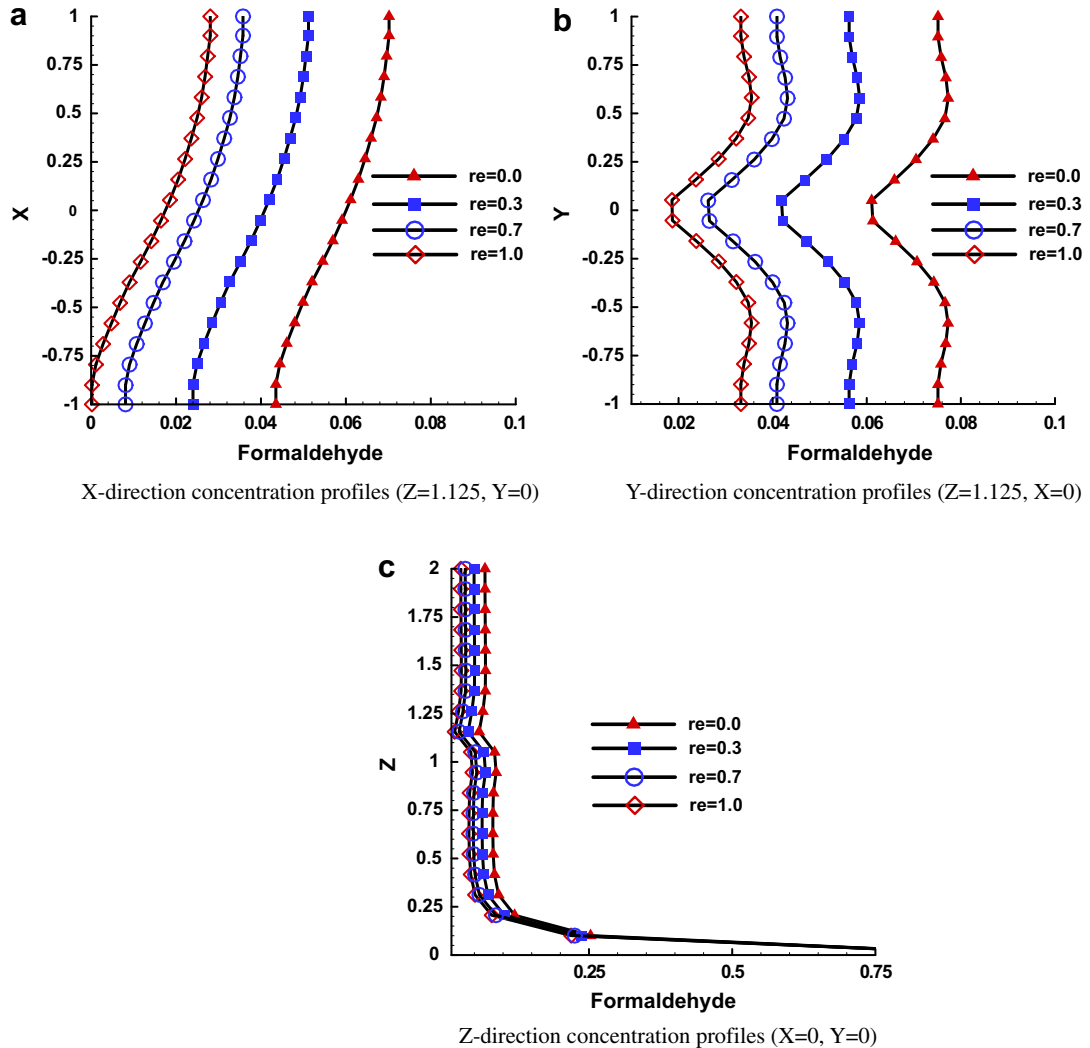 a
1
0.75
0.5
0.25
0
-0.25
-0.5
-0.75
-1
X
0
0.02
0.04
0.06
0.08
0.1
Formaldehyde
re=0.0
re=0.3
re=0.7
re=1.0
X-direction concentration profiles (Z=1.125, Y=0)
b
1
0.75
0.5
0.25
0
-0.25
-0.5
-0.75
-1
Y
0.02
0.04
0.06
0.08
0.1
Formaldehyde
re=0.0
re=0.3
re=0.7
re=1.0
Y-direction concentration profiles (Z=1.125, X=0)
c
2
1.75
1.5
1.25
1
0.75
0.5
0.25
0
Z
0.25
0.5
0.75
Formaldehyde
re=0.0
re=0.3
re=0.7
re=1.0
Z-direction concentration profiles (X=0, Y=0)